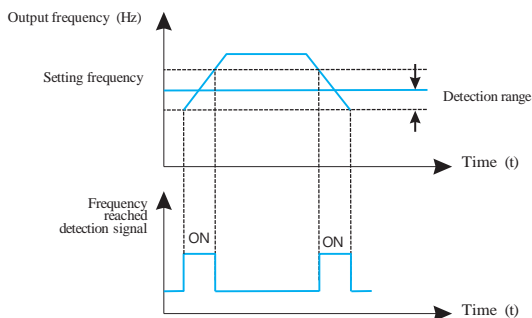 Output frequency (Hz)
Setting frequency
Detection range
Time (t)
Frequency
reached
detection signal
ON
ON
Time (t)